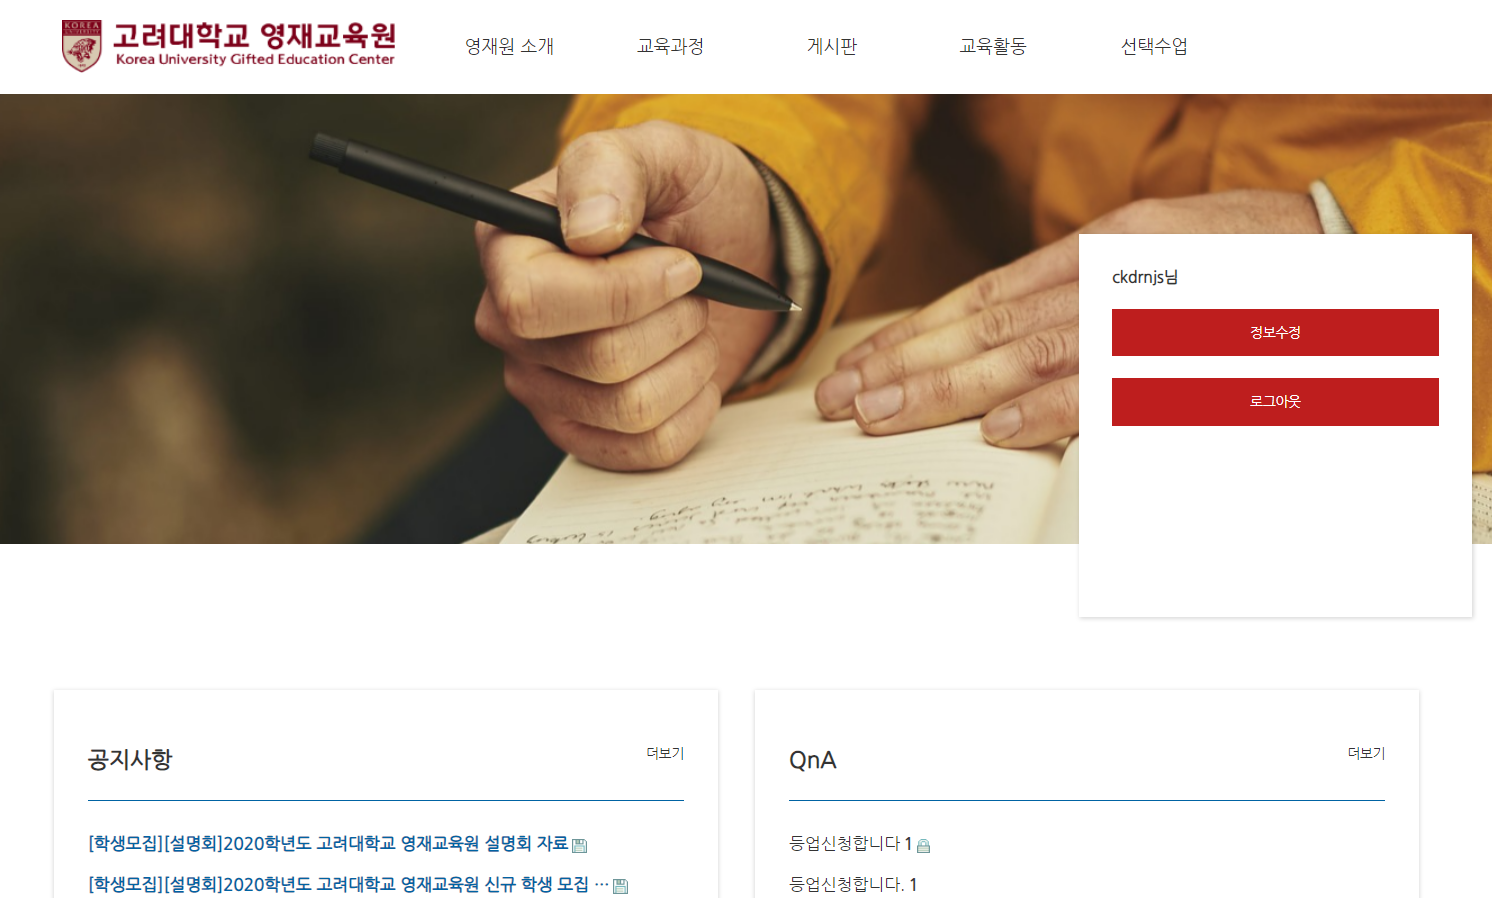 KOREA
UNIVERSITY
고려대학교 영재교육원
Korea University Gifted Education Center
영재원 소개
교육과정
게시판
교육활동
선택수업
ckdrnjs님
정보수정
로그아웃
공지사항
더보기
[학생모집][설명회]2020학년도 고려대학교 영재교육원 설명회 자료
[학생모집][설명회]2020학년도 고려대학교 영재교육원 신규 학생 모집 …
QnA
더보기
등업신청합니다 1
등업신청합니다. 1